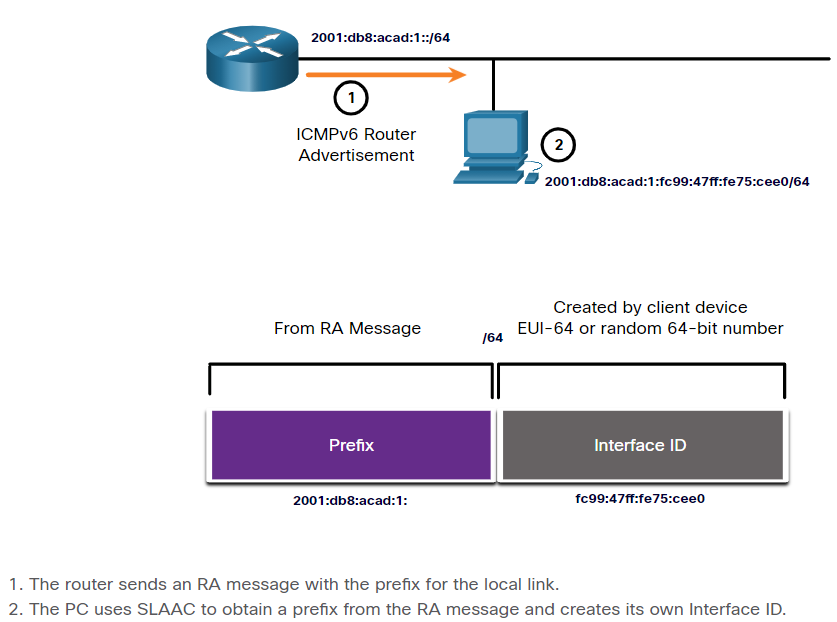 2001:db8:acad:1::/64
1
ICMPv6 Router
Advertisement
2
2001:db8:acad:1:fc99:47ff:fe75:cee0/64
Created by client device
From RA Message
/64
EUI-64 or random 64-bit number
Prefix
Interface ID
2001:db8:acad:1:
fc99:47ff:fe75:cee0
1. The router sends an RA message with the prefix for the local link.
2. The PC uses SLAAC to obtain a prefix from the RA message and creates its own Interface ID.